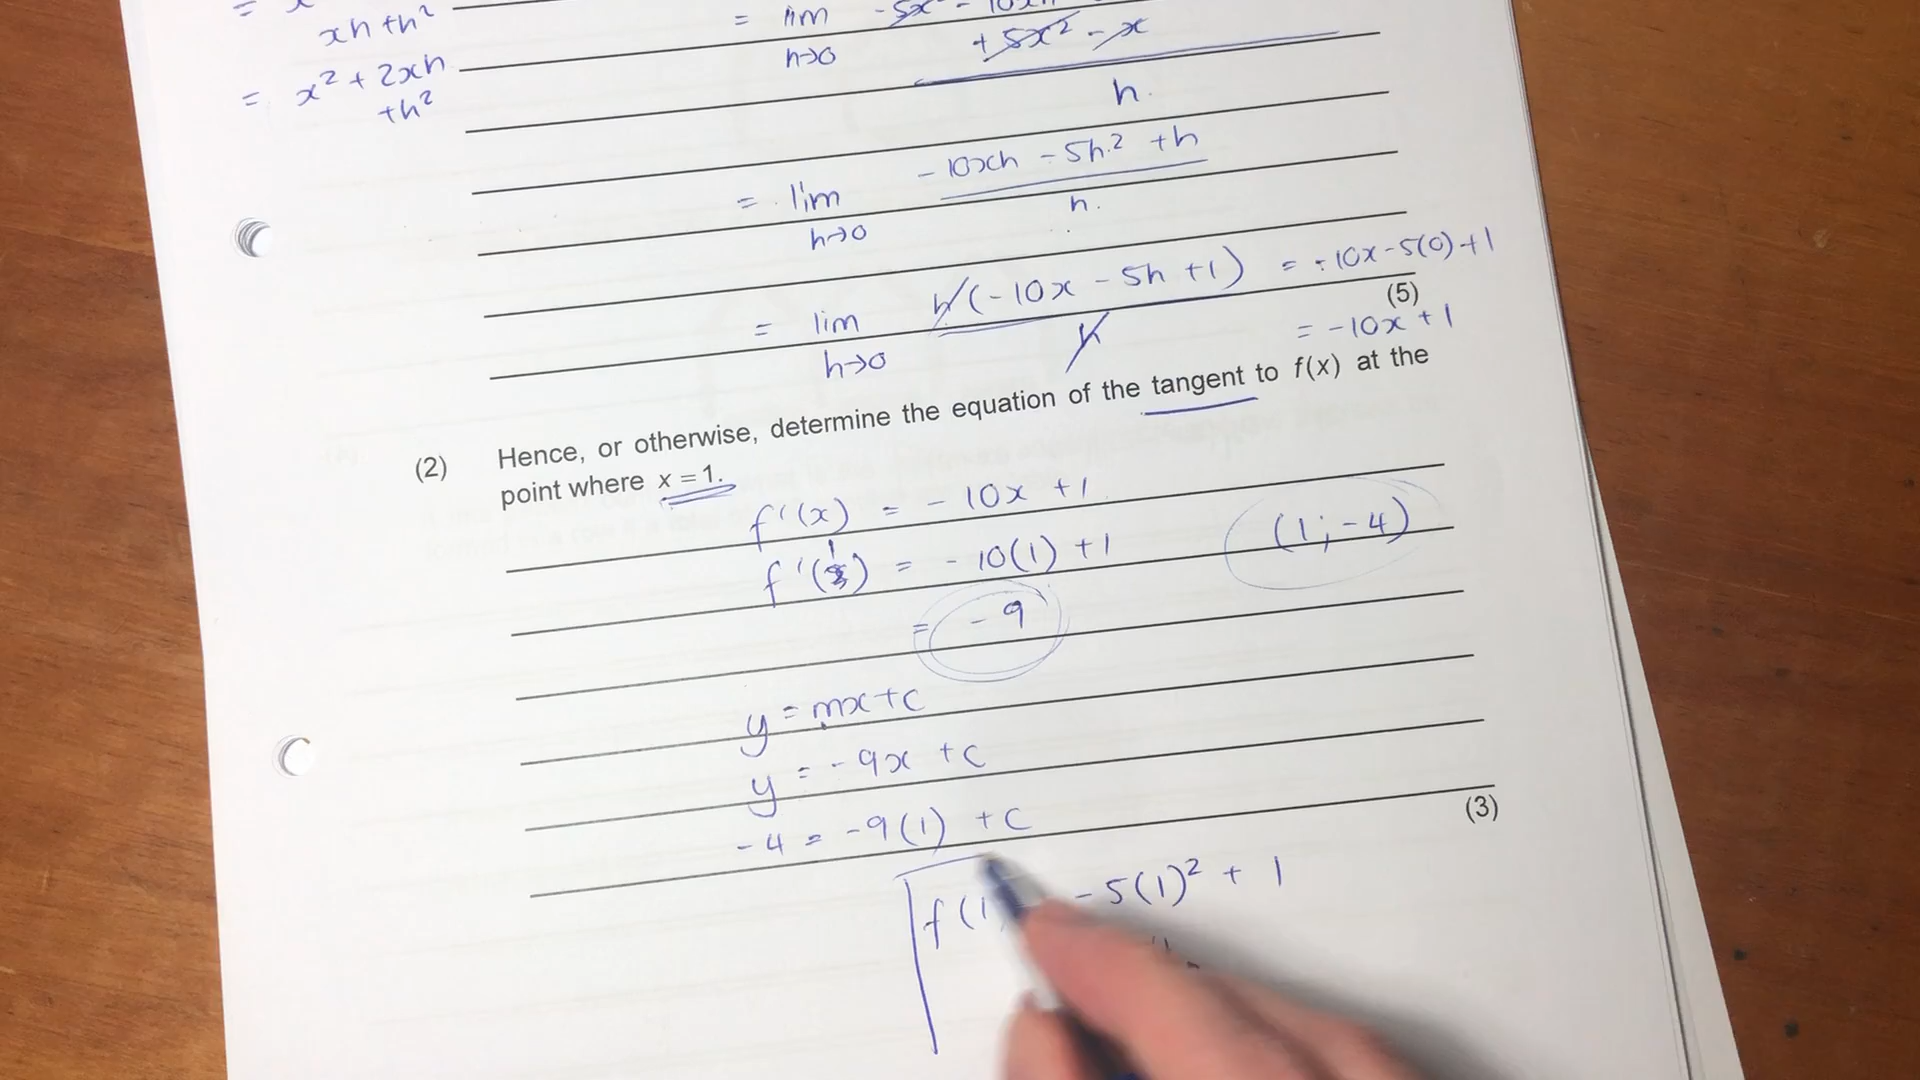 =
xh + h²
= x² + 2xh
+ h²
= lim
h→0
+ 5x² - x
h
= lim -10xh - 5h² + h
h→0 h.
= lim h(-10x - 5h + 1) = -10x - 5(0) + 1
h→0 h
(5)
= -10x + 1
(2) Hence, or otherwise, determine the equation of the tangent to f(x) at the
point where x = 1.
f'(x) = -10x + 1
f'(1) = -10(1) + 1
(1; -4)
= -9
y = mx + c
y = -9x + c
-4 = -9(1) + c
(3)
f(1 -5(1)² + 1